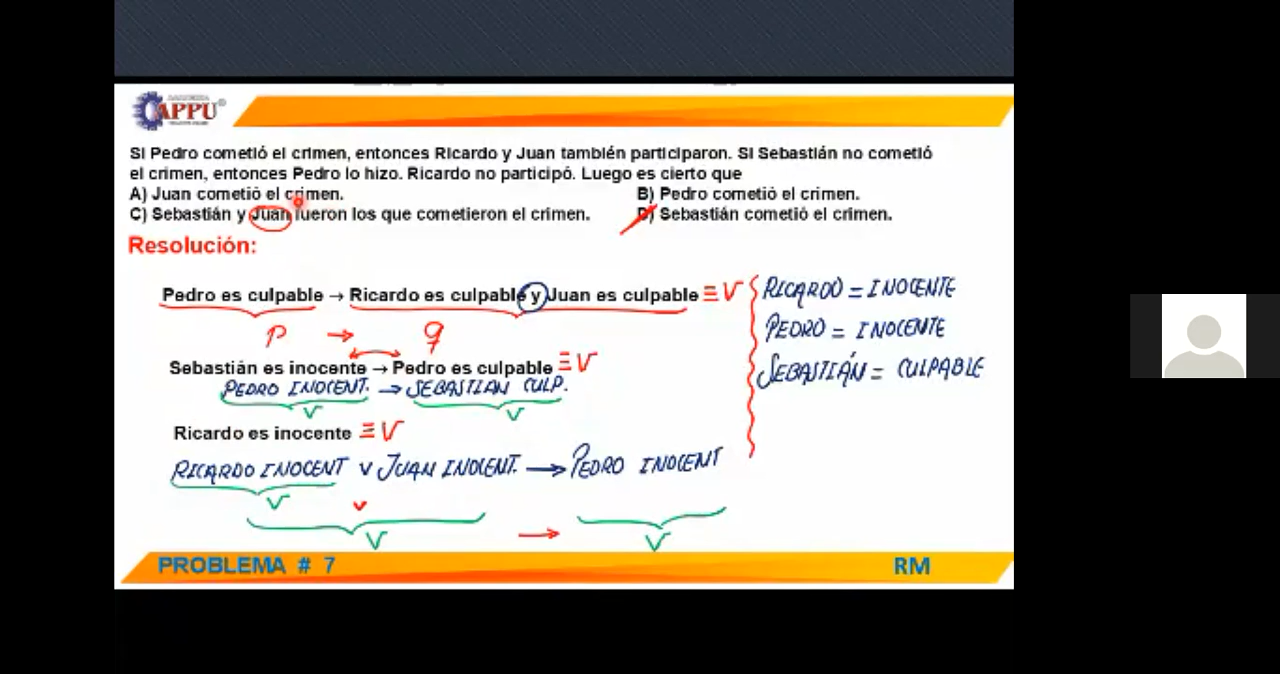 APPU
SI Pedro cometió el crimen, entonces Ricardo y Juan también participaron. SI Sebastián no cometió
el crimen, entonces Pedro lo hizo. Ricardo no participó. Luego es cierto que
A) Juan cometió el crimen.
B) Pedro cometió el crimen.
C) Sebastián y Juan fueron los que cometieron el crimen.
D) Sebastián cometió el crimen.
Resolución:
Pedro es culpable → Ricardo es culpable y Juan es culpable ≡ V
p → q
Sebastián es inocente → Pedro es culpable ≡ V
PEDRO INOCENT. → SEBASTIAN CULP.
V V
Ricardo es inocente ≡ V
RICARDO INOCENT v JUAN INOCENT. → PEDRO INOCENT
V v
V → V
RICARDO = INOCENTE
PEDRO = INOCENTE
SEBASTIÁN = CULPABLE
PROBLEMA # 7
RM